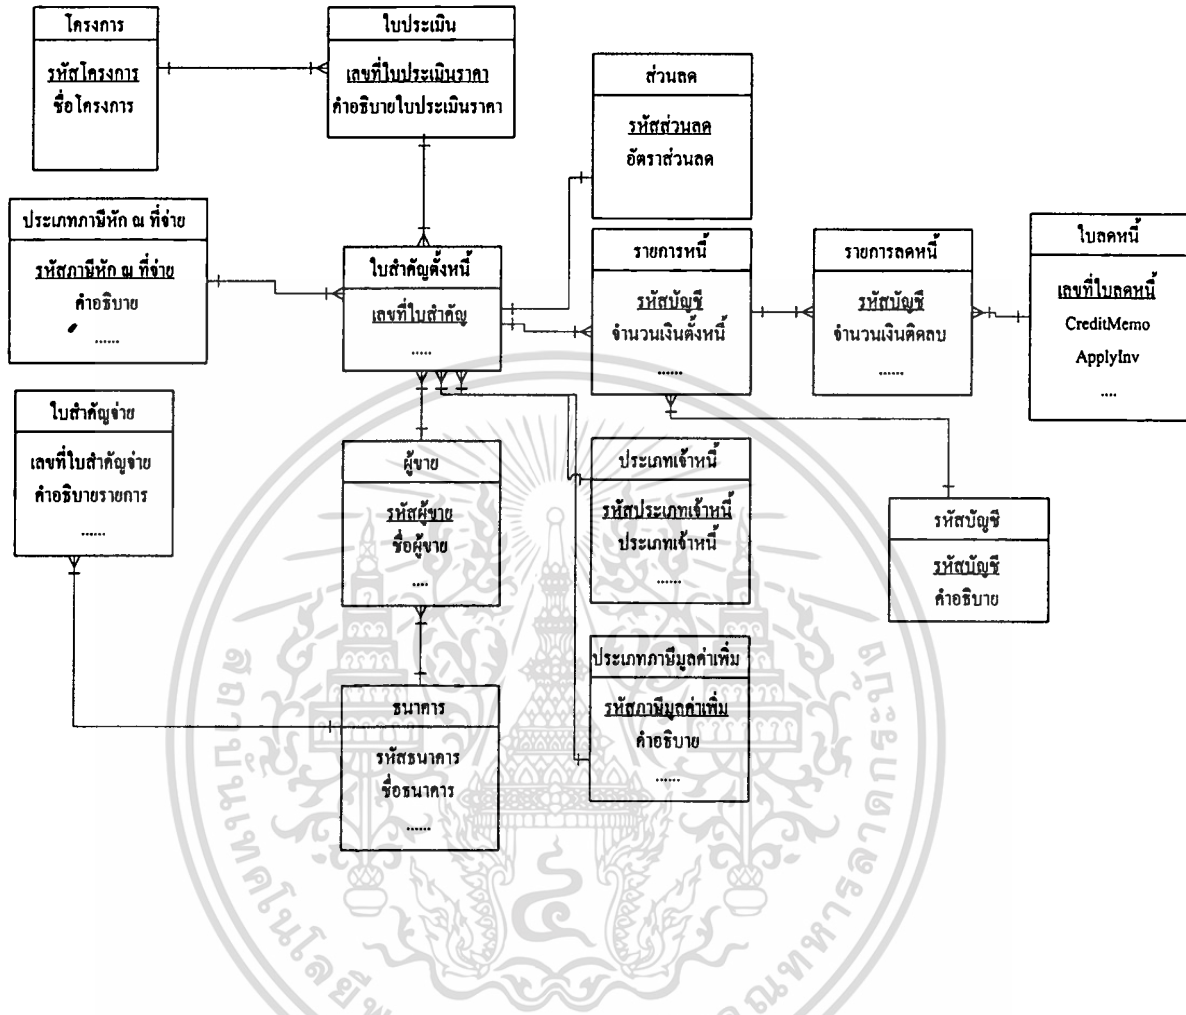 โครงการ
รหัสโครงการ
ชื่อโครงการ
ใบประเมิน
เลขที่ใบประเมินราคา
คำอธิบายใบประเมินราคา
ส่วนลด
รหัสส่วนลด
อัตราส่วนลด
ประเภทภาษีหัก ณ ที่จ่าย
รหัสภาษีหัก ณ ที่จ่าย
คำอธิบาย
......
ใบสำคัญตั้งหนี้
เลขที่ใบสำคัญ
.....
รายการหนี้
รหัสบัญชี
จำนวนเงินตั้งหนี้
......
รายการลดหนี้
รหัสบัญชี
จำนวนเงินติดลบ
......
ใบลดหนี้
เลขที่ใบลดหนี้
CreditMemo
ApplyInv
....
ใบสำคัญจ่าย
เลขที่ใบสำคัญจ่าย
คำอธิบายรายการ
......
ผู้ขาย
รหัสผู้ขาย
ชื่อผู้ขาย
....
ประเภทเจ้าหนี้
รหัสประเภทเจ้าหนี้
ประเภทเจ้าหนี้
......
รหัสบัญชี
รหัสบัญชี
คำอธิบาย
ประเภทภาษีมูลค่าเพิ่ม
รหัสภาษีมูลค่าเพิ่ม
คำอธิบาย
......
ธนาคาร
รหัสธนาคาร
ชื่อธนาคาร
......